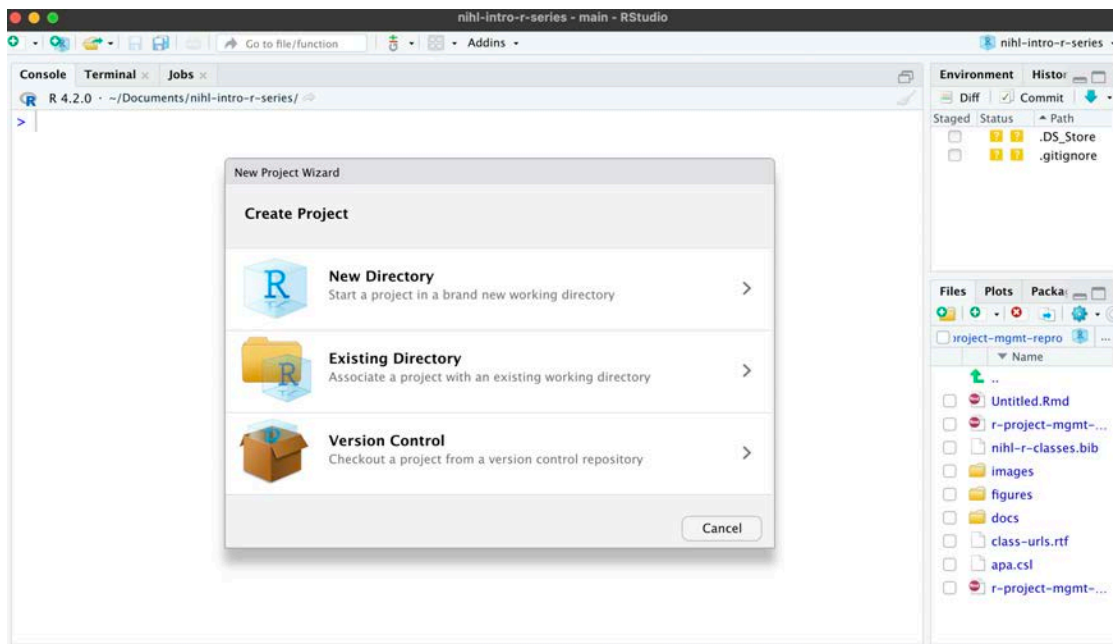 nihl-intro-r-series - main - RStudio
Go to file/function
Addins
nihl-intro-r-series
Console Terminal Jobs
R 4.2.0 · ~/Documents/nihl-intro-r-series/
>
New Project Wizard
Create Project
New Directory
Start a project in a brand new working directory
Existing Directory
Associate a project with an existing working directory
Version Control
Checkout a project from a version control repository
Cancel
Environment Histor
Diff Commit
Staged Status Path
? ? .DS_Store
? ? .gitignore
Files Plots Packa
roject-mgmt-repro ...
Name
..
Untitled.Rmd
r-project-mgmt-...
nihl-r-classes.bib
images
figures
docs
class-urls.rtf
apa.csl
r-project-mgmt-...